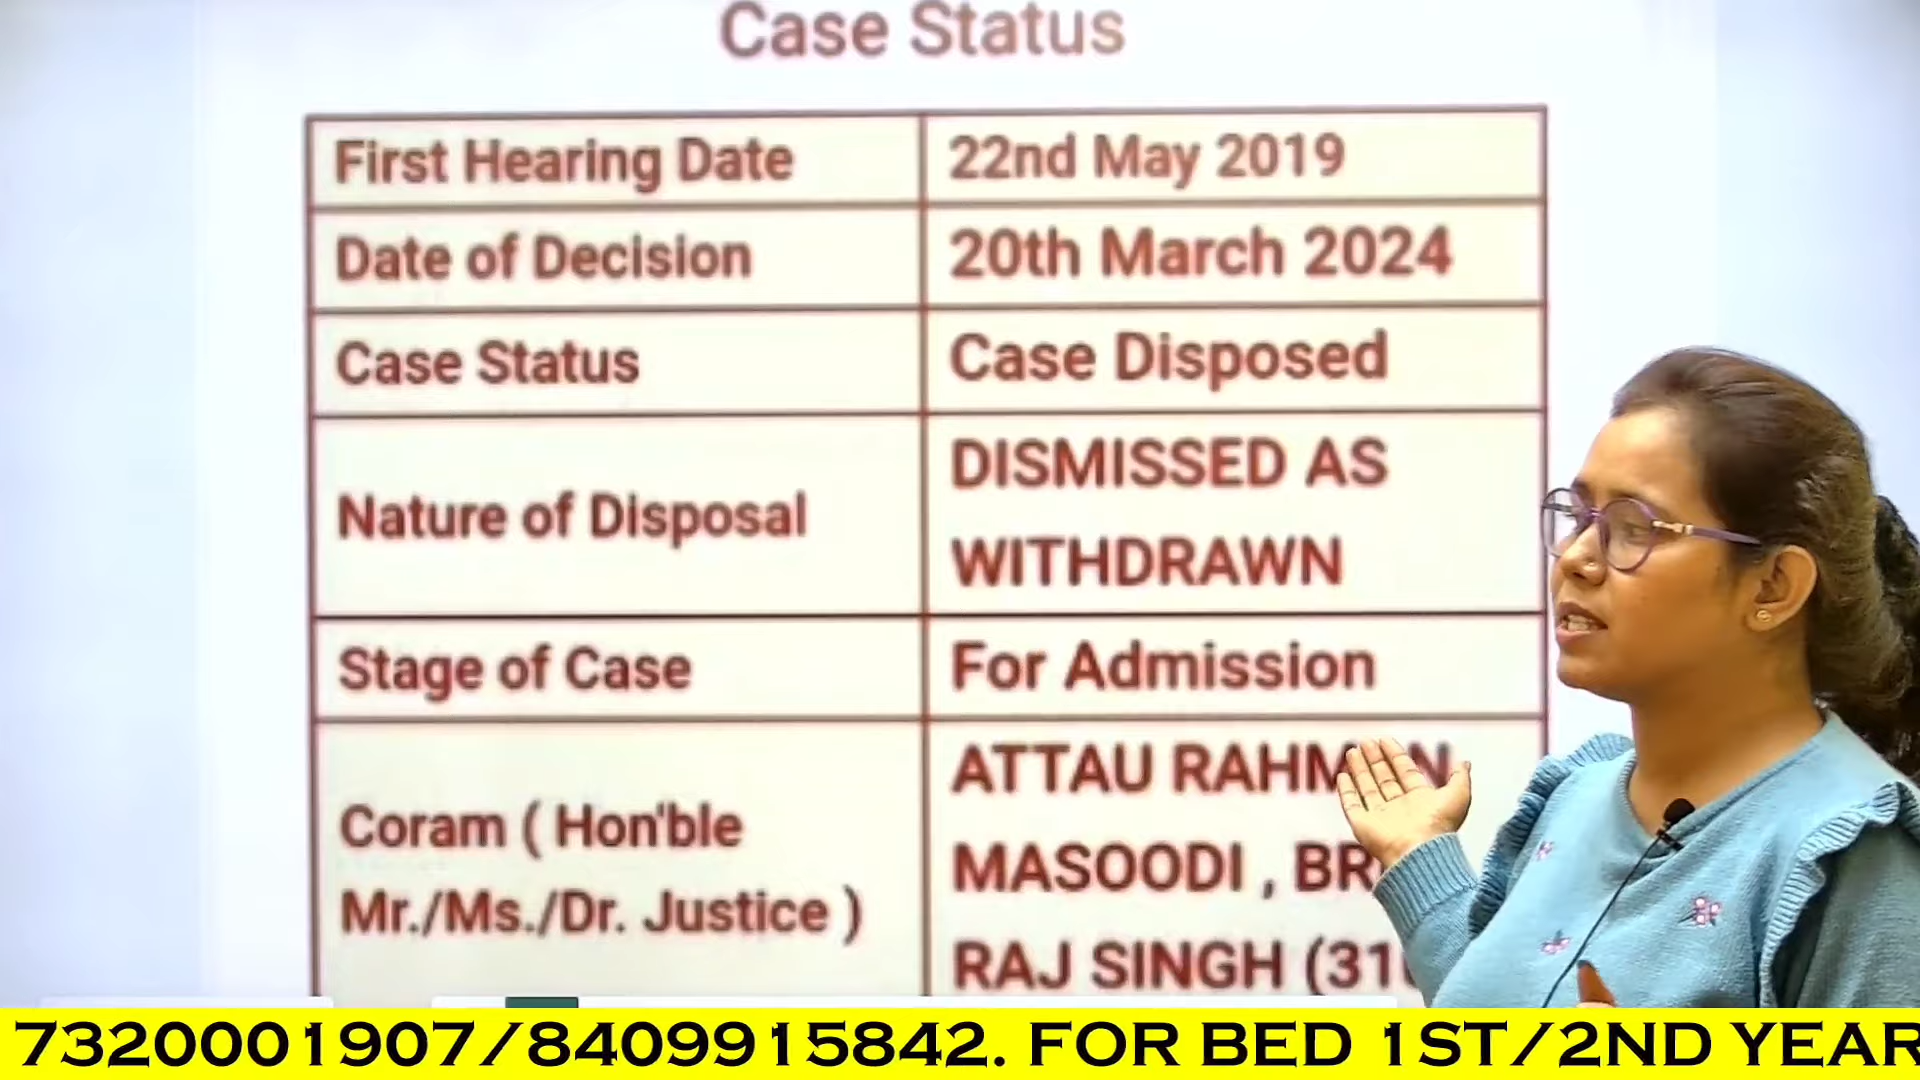 Case Status
First Hearing Date
22nd May 2019
Date of Decision
20th March 2024
Case Status
Case Disposed
Nature of Disposal
DISMISSED AS
WITHDRAWN
Stage of Case
For Admission
Coram ( Hon'ble
Mr./Ms./Dr. Justice )
ATTAU
MASOODI ,
RAJ SINGH
7320001907/8409915842. FOR BED 1ST/2ND YEAR